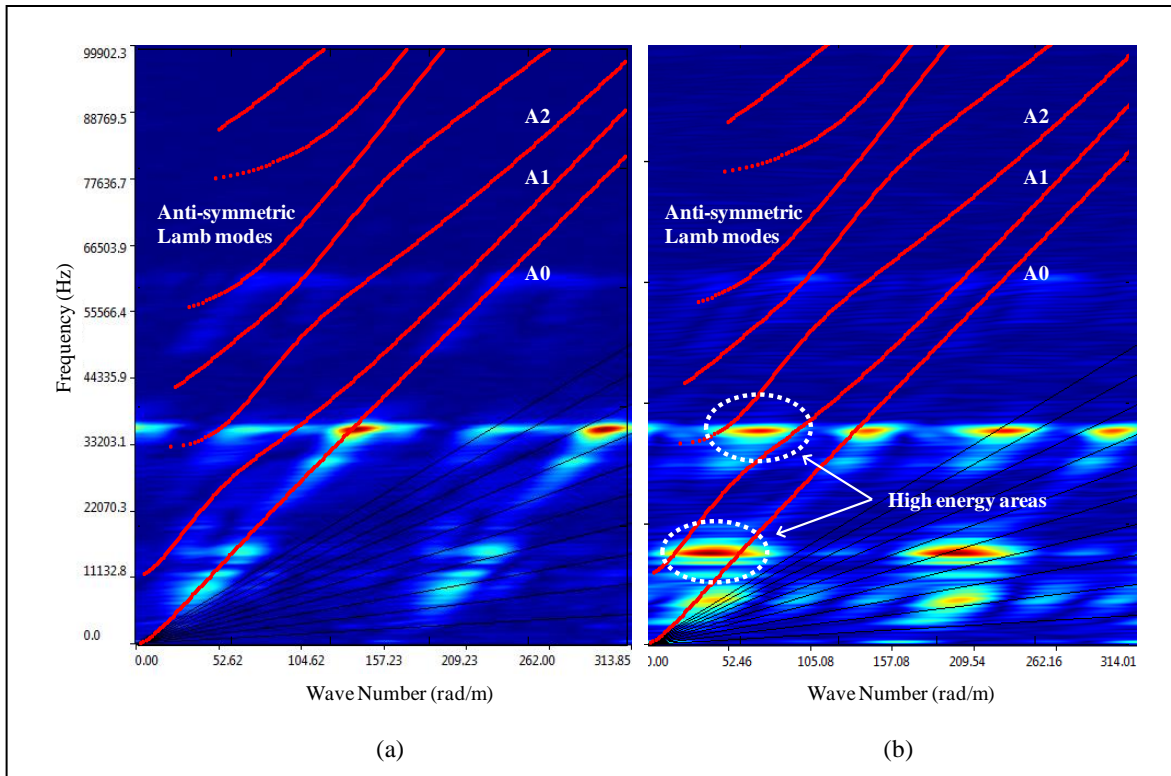 99902.3
88769.5
77636.7
66503.9
55566.4
44335.9
33203.1
22070.3
11132.8
0.0
Frequency (Hz)
A2
A1
Anti-symmetric
Lamb modes
A0
0.00 52.62 104.62 157.23 209.23 262.00 313.85
Wave Number (rad/m)
(a)
A2
A1
Anti-symmetric
Lamb modes
A0
High energy areas
0.00 52.46 105.08 157.08 209.54 262.16 314.01
Wave Number (rad/m)
(b)